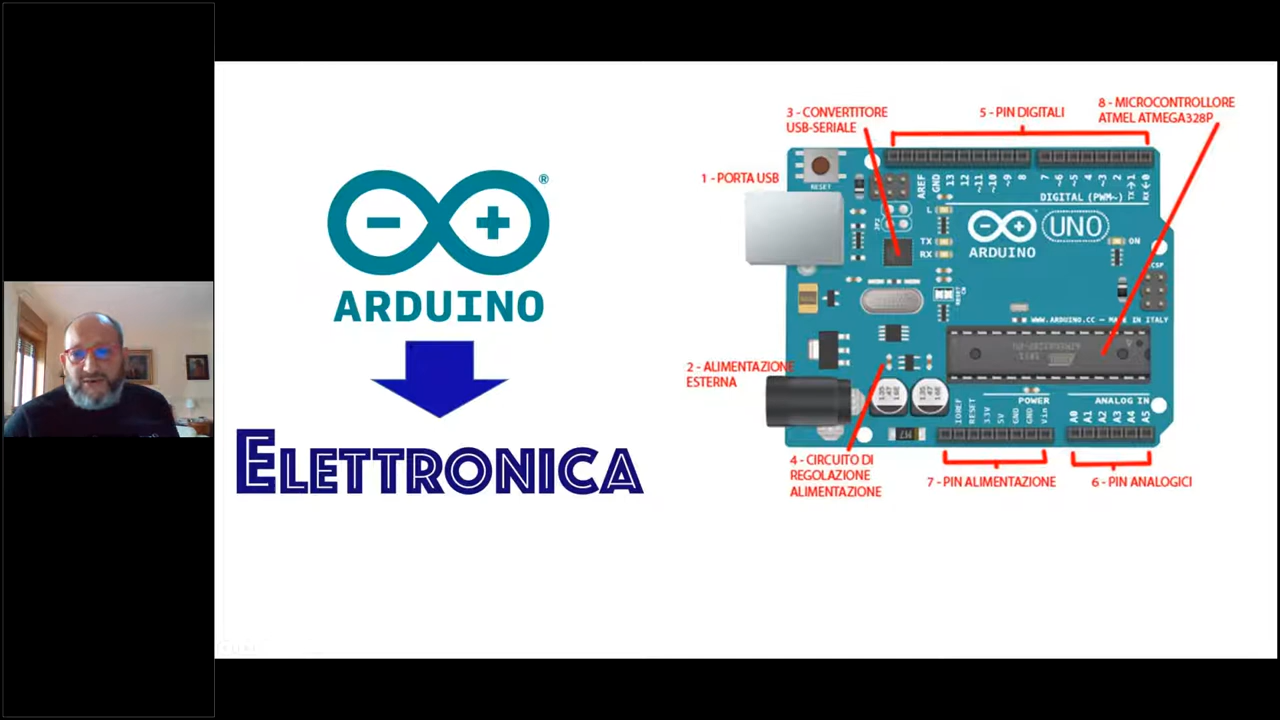 ARDUINO
®
ELETTRONICA
3 - CONVERTITORE
USB-SERIALE
5 - PIN DIGITALI
8 - MICROCONTROLLORE
ATMEL ATMEGA328P
1 - PORTA USB
RESET
AREF
GND
13
12
~11
~10
~9
8
7
~6
~5
4
~3
2
TX→1
RX←0
DIGITAL (PWM~)
L
TX
RX
UNO
ARDUINO
ON
WWW.ARDUINO.CC — MADE IN ITALY
2 - ALIMENTAZIONE
ESTERNA
POWER
ANALOG IN
IOREF
RESET
3.3V
5V
GND
GND
Vin
A0
A1
A2
A3
A4
A5
4 - CIRCUITO DI
REGOLAZIONE
ALIMENTAZIONE
7 - PIN ALIMENTAZIONE
6 - PIN ANALOGICI